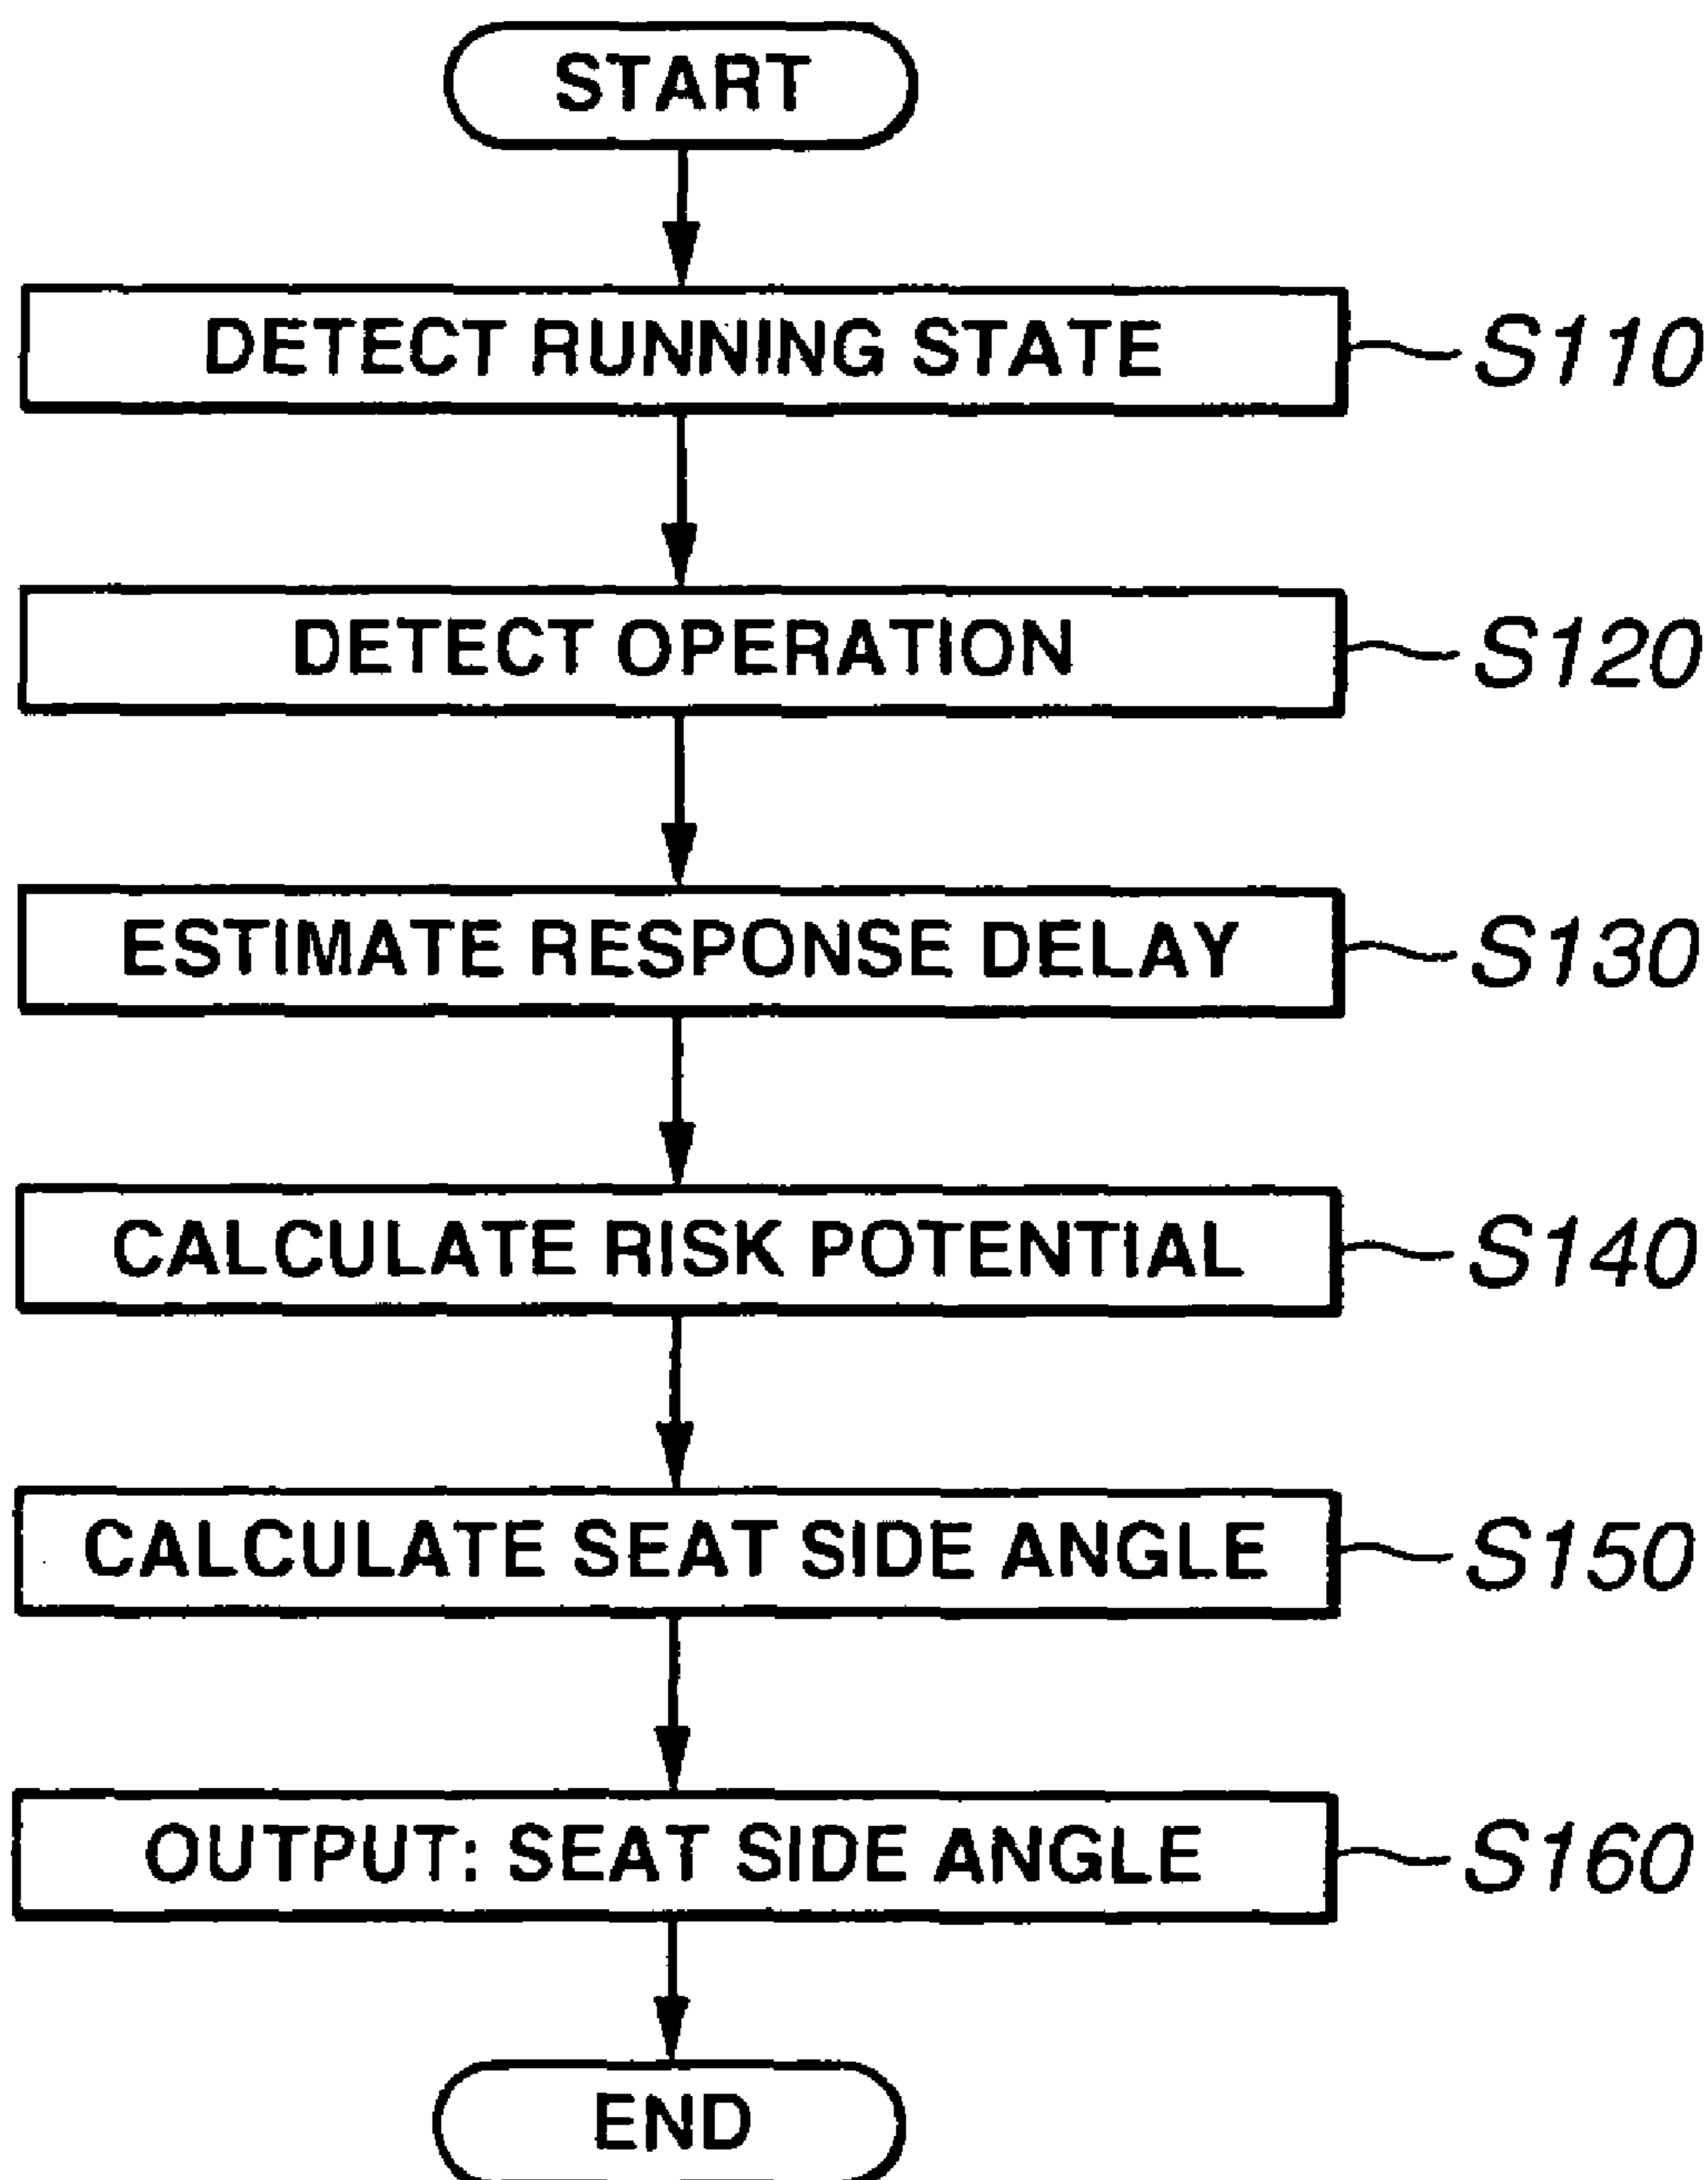 START
DETECT RUNNING STATE
S110
DETECT OPERATION
S120
ESTIMATE RESPONSE DELAY
S130
CALCULATE RISK POTENTIAL
S140
CALCULATE SEAT SIDE ANGLE
S150
OUTPUT: SEAT SIDE ANGLE
S160
END